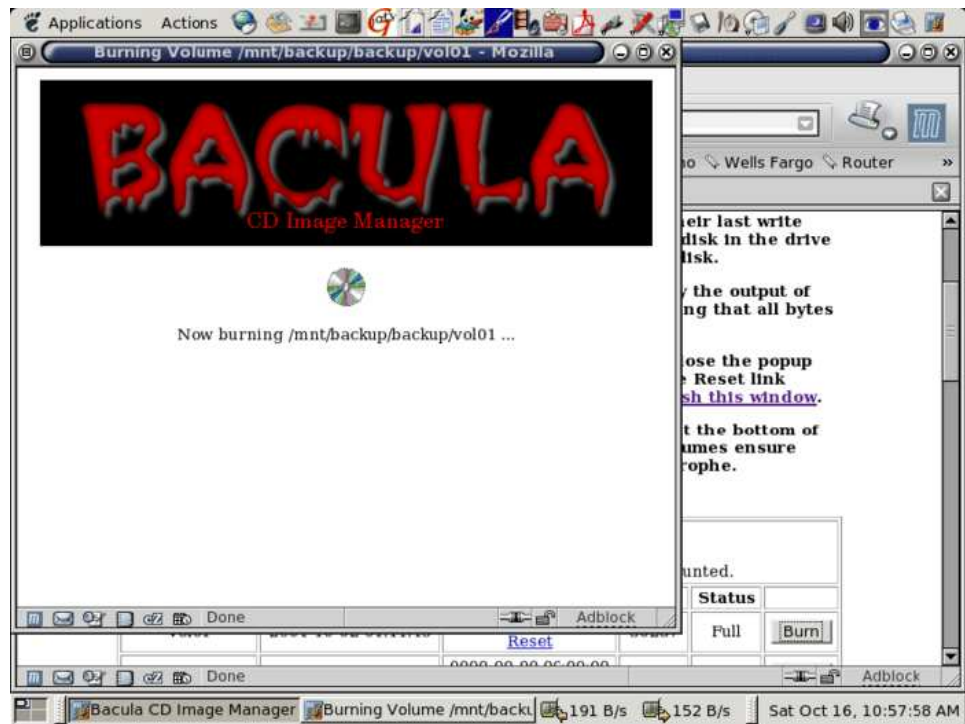 Applications Actions
Burning Volume /mnt/backup/backup/vol01 - Mozilla
BACULA
CD Image Manager
Now burning /mnt/backup/backup/vol01 ...
Done
Adblock
Wells Fargo Router »
eir last write
disk in the drive
disk.
the output of
ng that all bytes
ose the popup
Reset link
sh this window.
t the bottom of
umes ensure
rophe.
unted.
Status
Reset
Full
Burn
Done
Adblock
Bacula CD Image Manager
Burning Volume /mnt/backu
191 B/s
152 B/s
Sat Oct 16, 10:57:58 AM